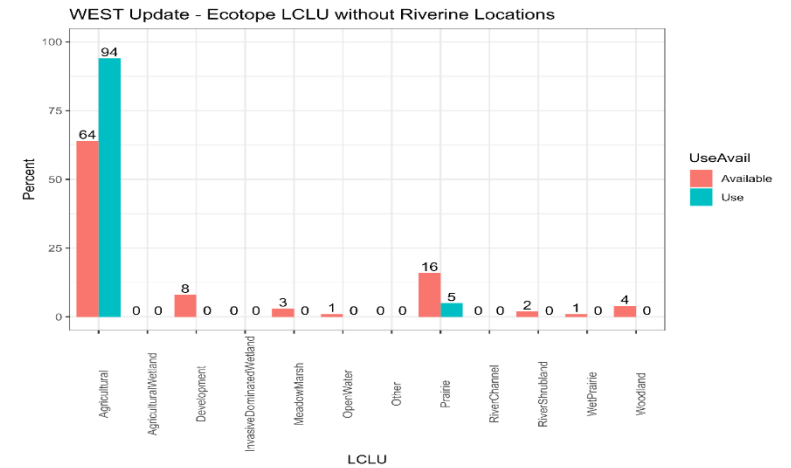 WEST Update - Ecotope LCLU without Riverine Locations
100
75
50
25
0
Percent
64 94 0 0 8 0 0 0 3 0 1 0 0 0 16 5 0 0 2 0 1 0 4 0
Agricultural
AgriculturalWetland
Development
InvasiveDominatedWetland
MeadowMarsh
OpenWater
Other
Prairie
RiverChannel
RiverShrubland
WetPrairie
Woodland
LCLU
UseAvail
Available
Use